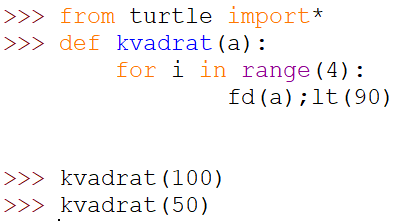 >>> from turtle import*
>>> def kvadrat(a):
        for i in range(4):
                fd(a);lt(90)
>>> kvadrat(100)
>>> kvadrat(50)